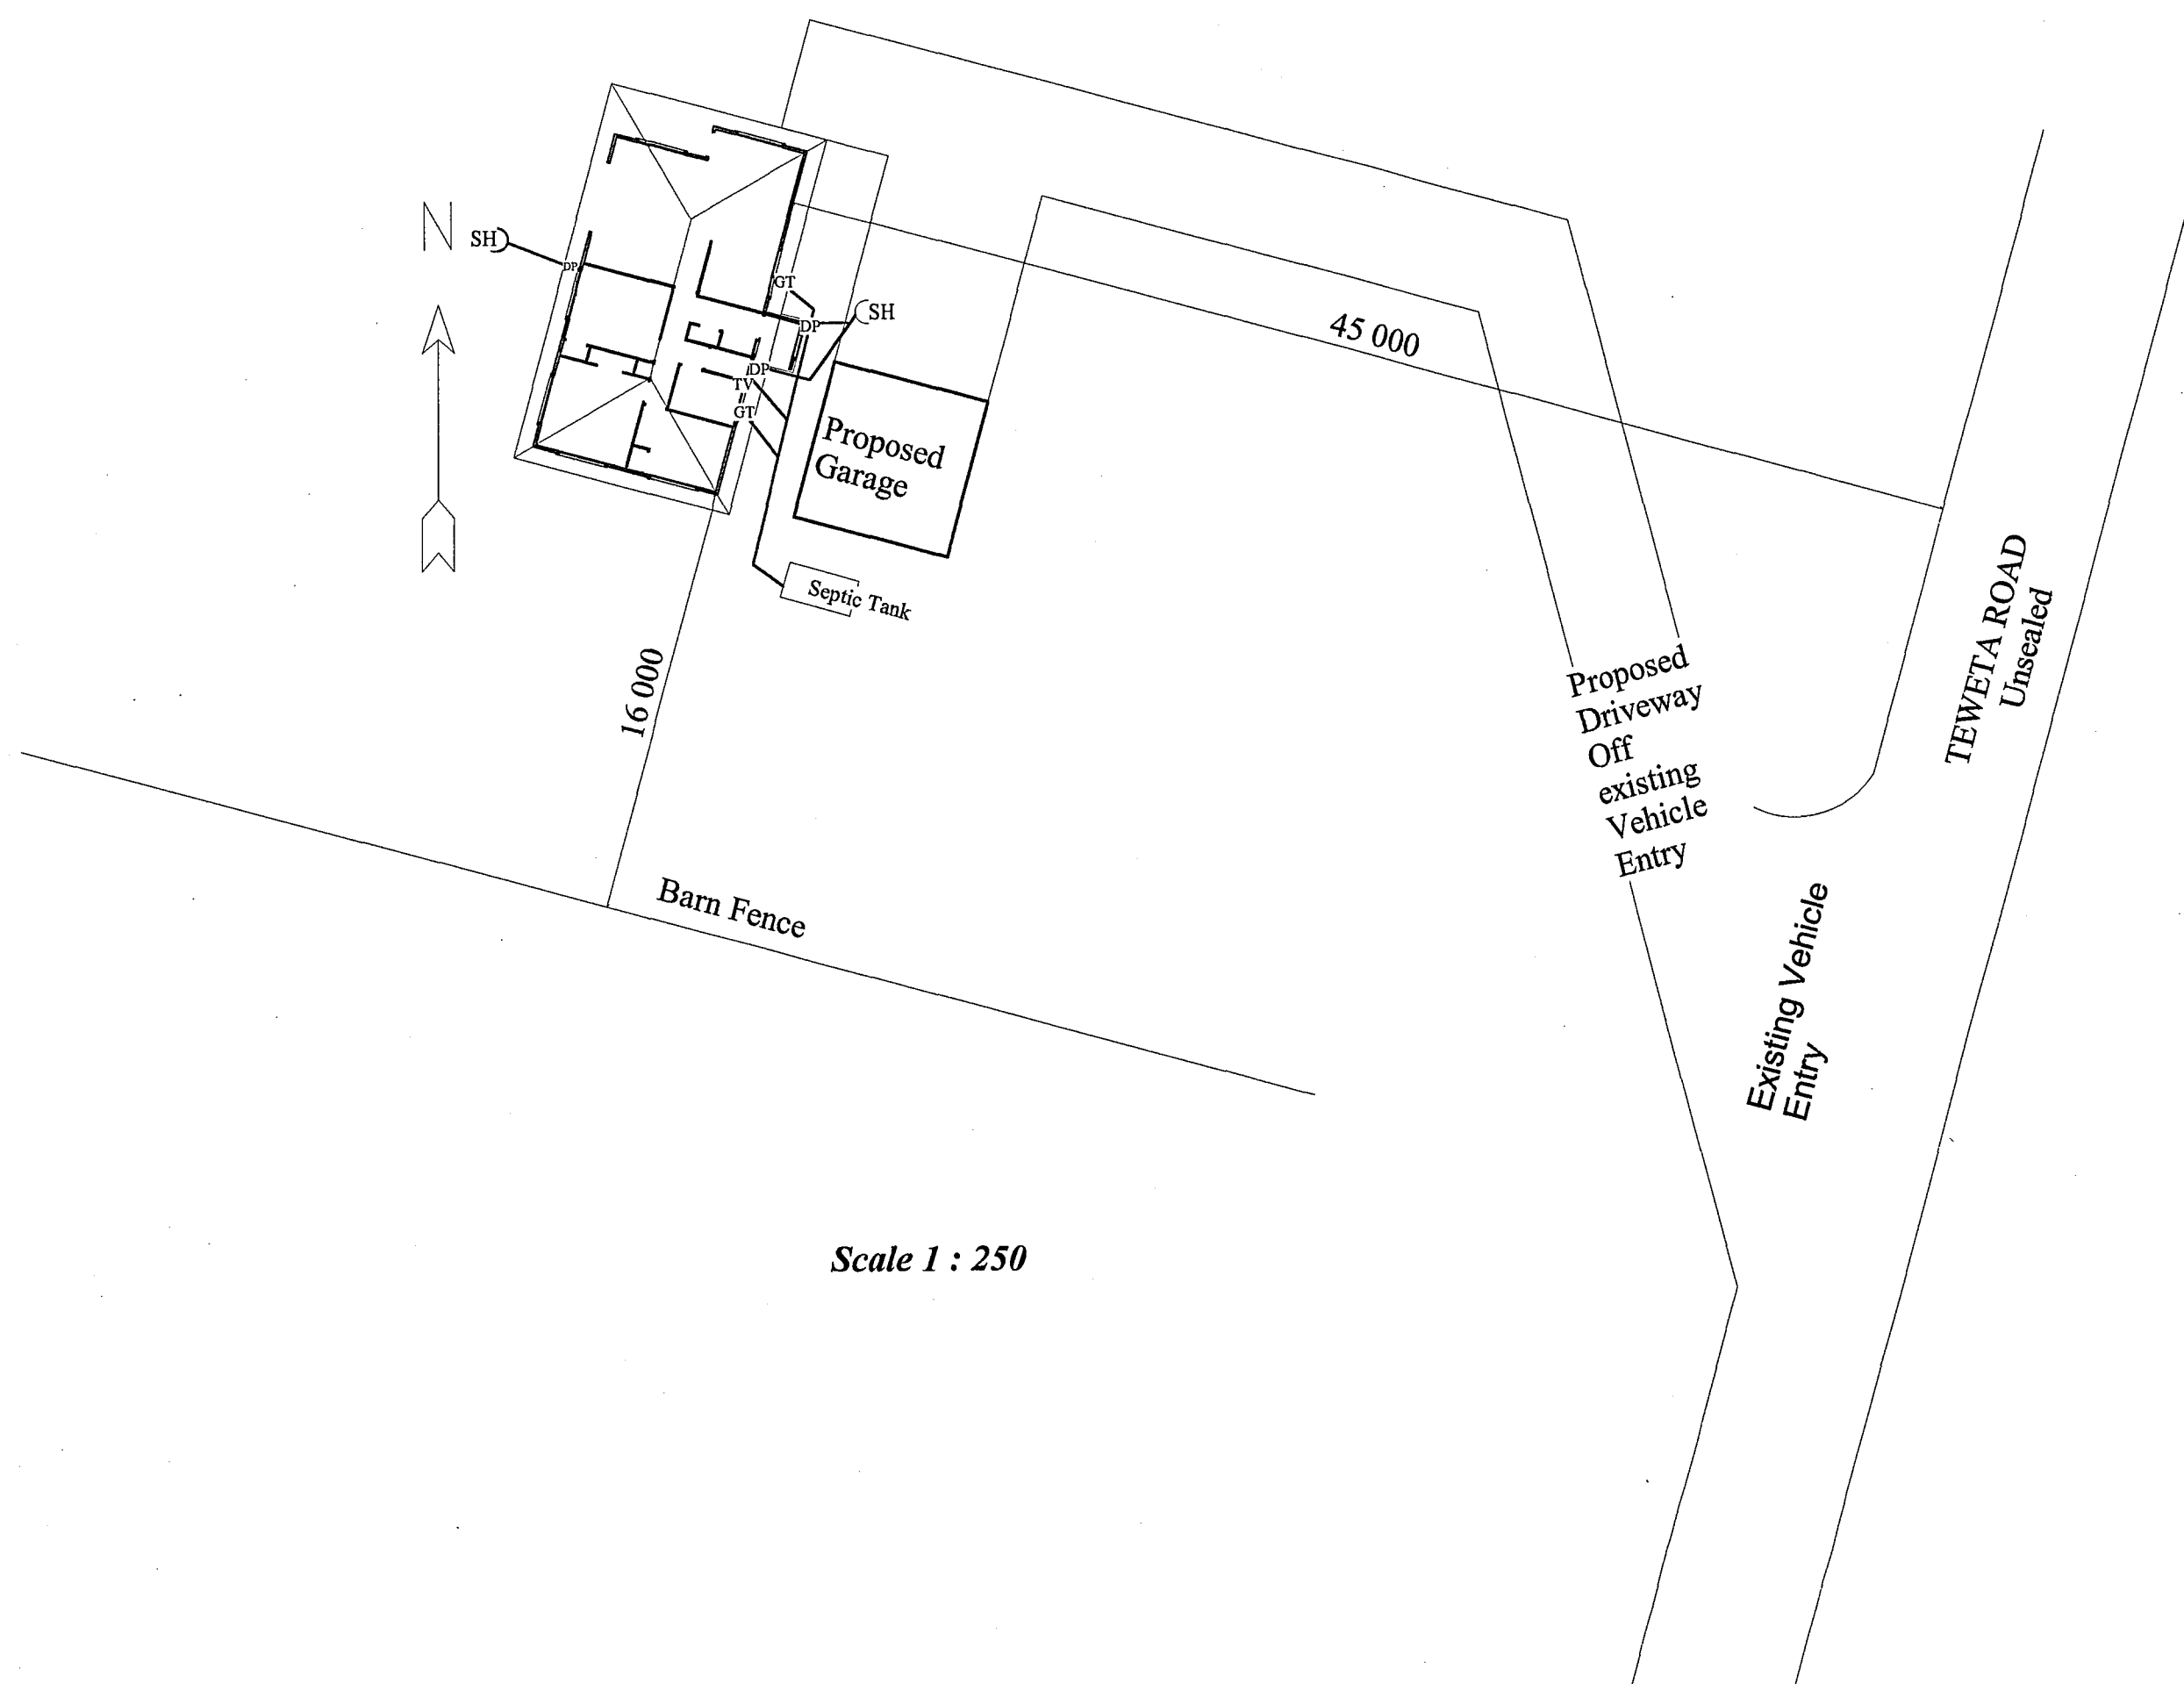 N
SH
DP
GT
SH
DP
45 000
DP
TV
GT
Proposed
Garage
Septic Tank
16 000
TEWETA ROAD
Unsealed
Proposed
Driveway
Off
existing
Vehicle
Entry
Barn Fence
Existing Vehicle
Entry
Scale 1 : 250